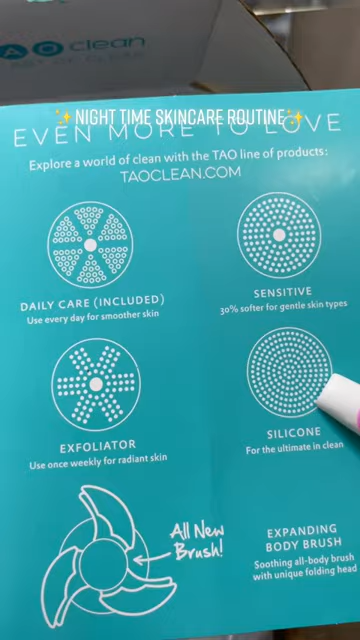 AO clean
✨NIGHT TIME SKINCARE ROUTINE✨
EVEN MORE TO LOVE
Explore a world of clean with the TAO line of products:
TAOCLEAN.COM
DAILY CARE (INCLUDED)
Use every day for smoother skin
SENSITIVE
30% softer for gentle skin types
EXFOLIATOR
Use once weekly for radiant skin
SILICONE
For the ultimate in clean
All New
Brush!
EXPANDING
BODY BRUSH
Soothing all-body brush
with unique folding head